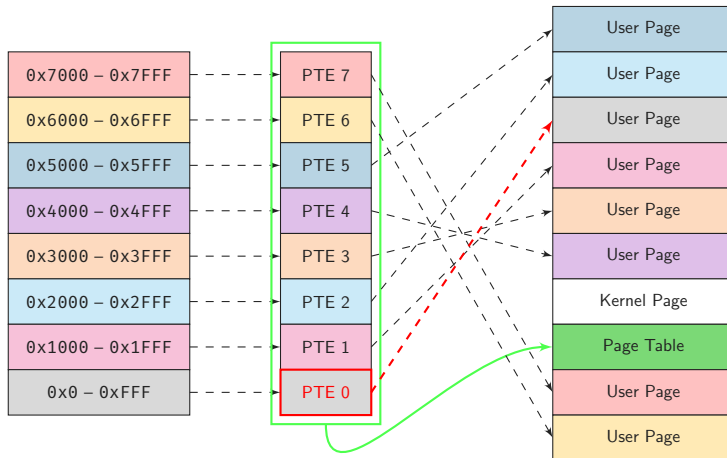 0x7000 – 0x7FFF
0x6000 – 0x6FFF
0x5000 – 0x5FFF
0x4000 – 0x4FFF
0x3000 – 0x3FFF
0x2000 – 0x2FFF
0x1000 – 0x1FFF
0x0 – 0xFFF
PTE 7
PTE 6
PTE 5
PTE 4
PTE 3
PTE 2
PTE 1
PTE 0
User Page
User Page
User Page
User Page
User Page
User Page
Kernel Page
Page Table
User Page
User Page